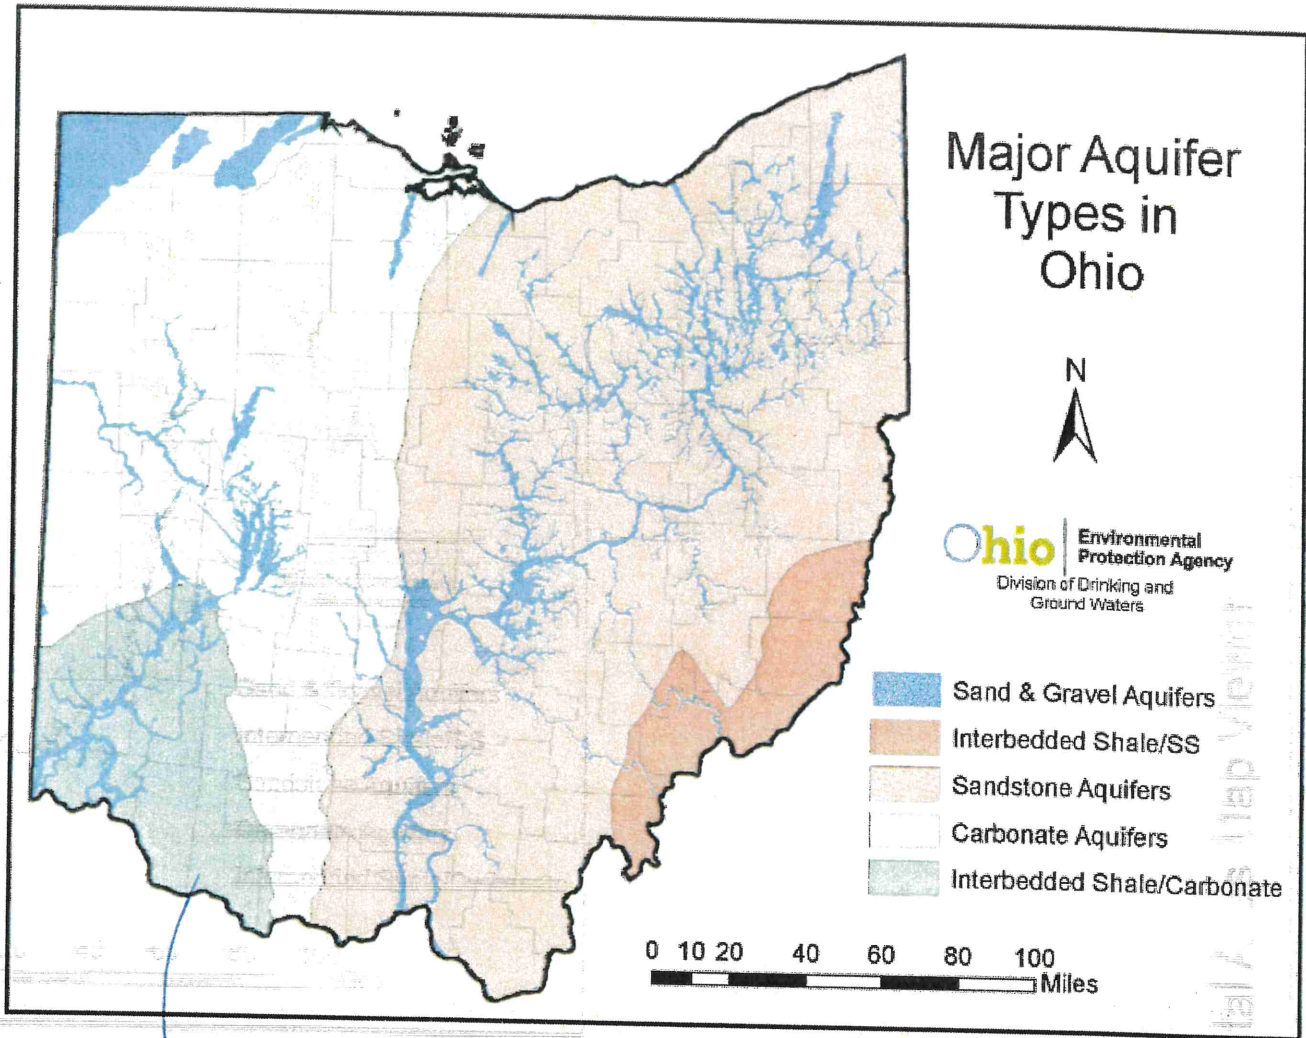 Major Aquifer
Types in
Ohio
N
Ohio
Environmental
Protection Agency
Division of Drinking and
Ground Waters
Sand & Gravel Aquifers
Interbedded Shale/SS
Sandstone Aquifers
Carbonate Aquifers
Interbedded Shale/Carbonate
0 10 20 40 60 80 100
Miles